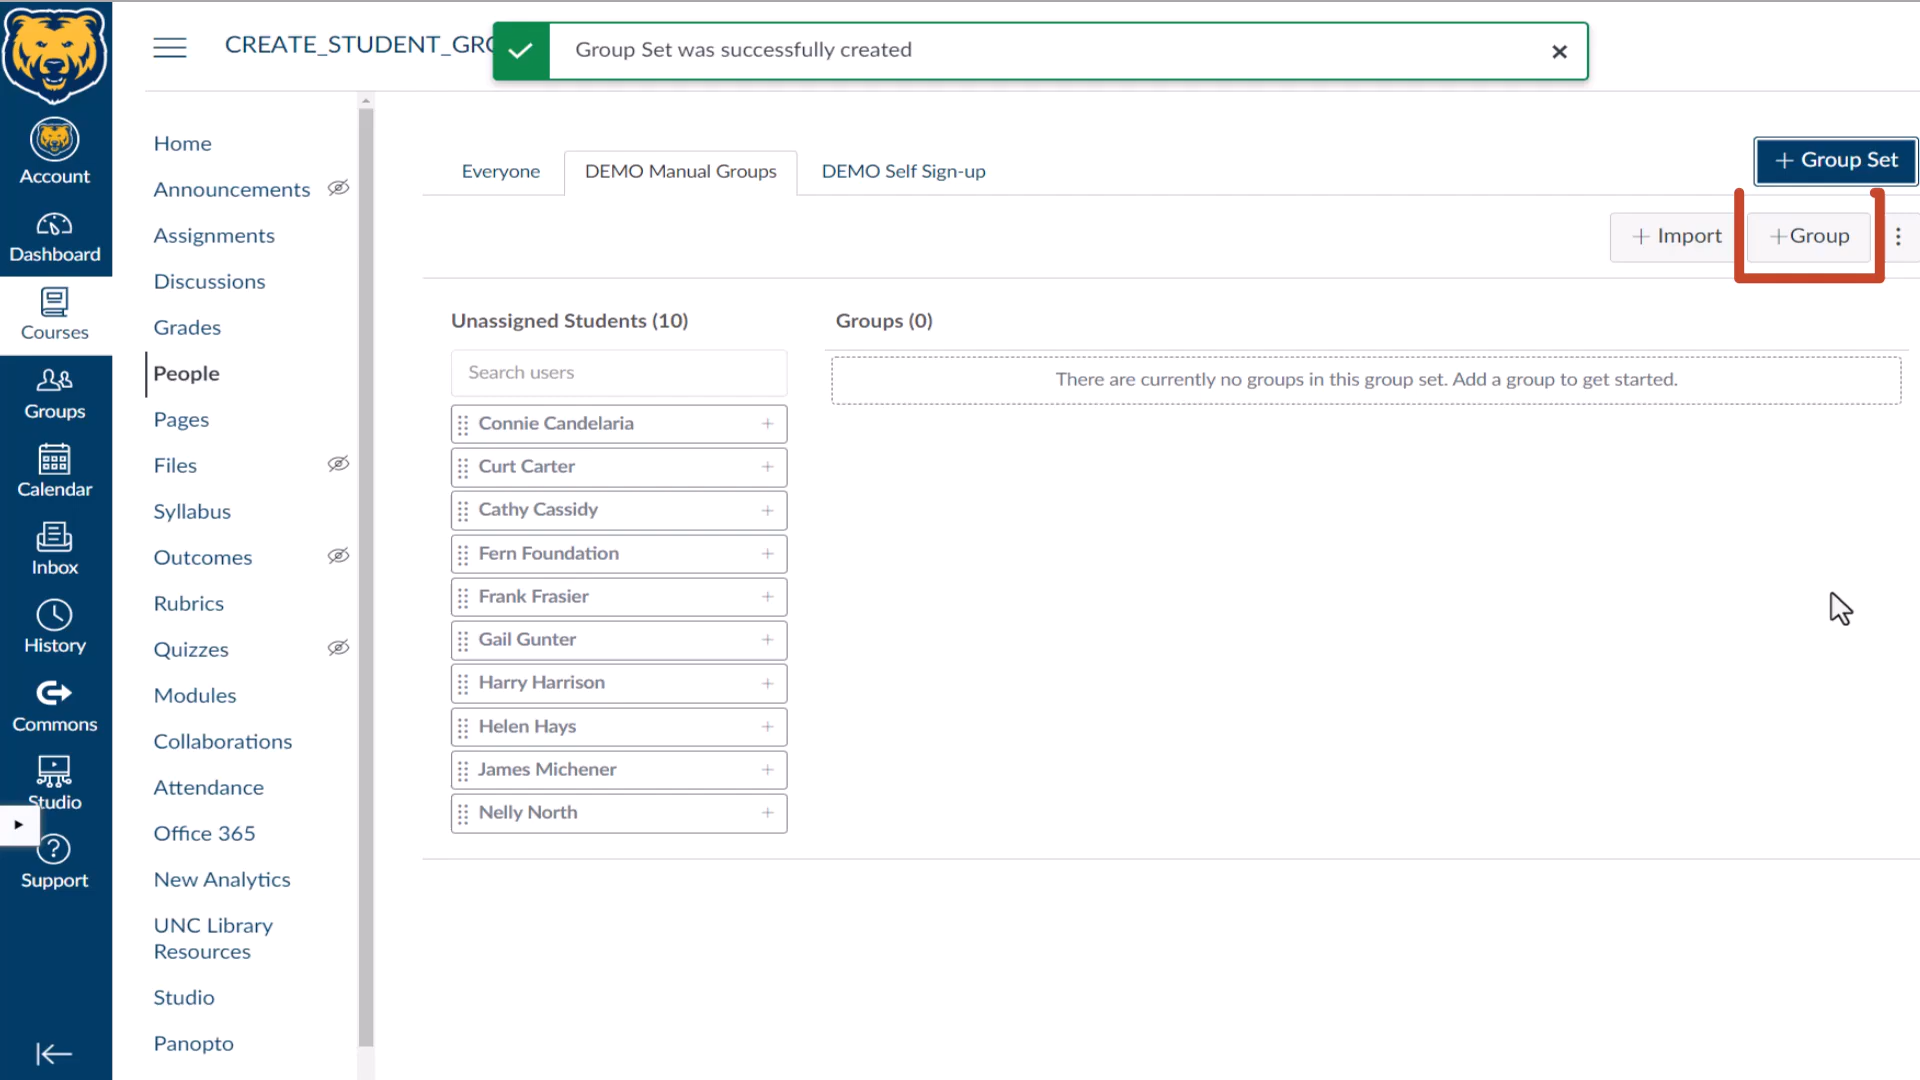 CREATE_STUDENT_GRO
Group Set was successfully created
Account
Dashboard
Courses
Groups
Calendar
Inbox
History
Commons
Studio
Support
Home
Announcements
Assignments
Discussions
Grades
People
Pages
Files
Syllabus
Outcomes
Rubrics
Quizzes
Modules
Collaborations
Attendance
Office 365
New Analytics
UNC Library
Resources
Studio
Panopto
Everyone
DEMO Manual Groups
DEMO Self Sign-up
+ Group Set
+ Import
+Group
Unassigned Students (10)
Search users
Connie Candelaria
Curt Carter
Cathy Cassidy
Fern Foundation
Frank Frasier
Gail Gunter
Harry Harrison
Helen Hays
James Michener
Nelly North
Groups (0)
There are currently no groups in this group set. Add a group to get started.